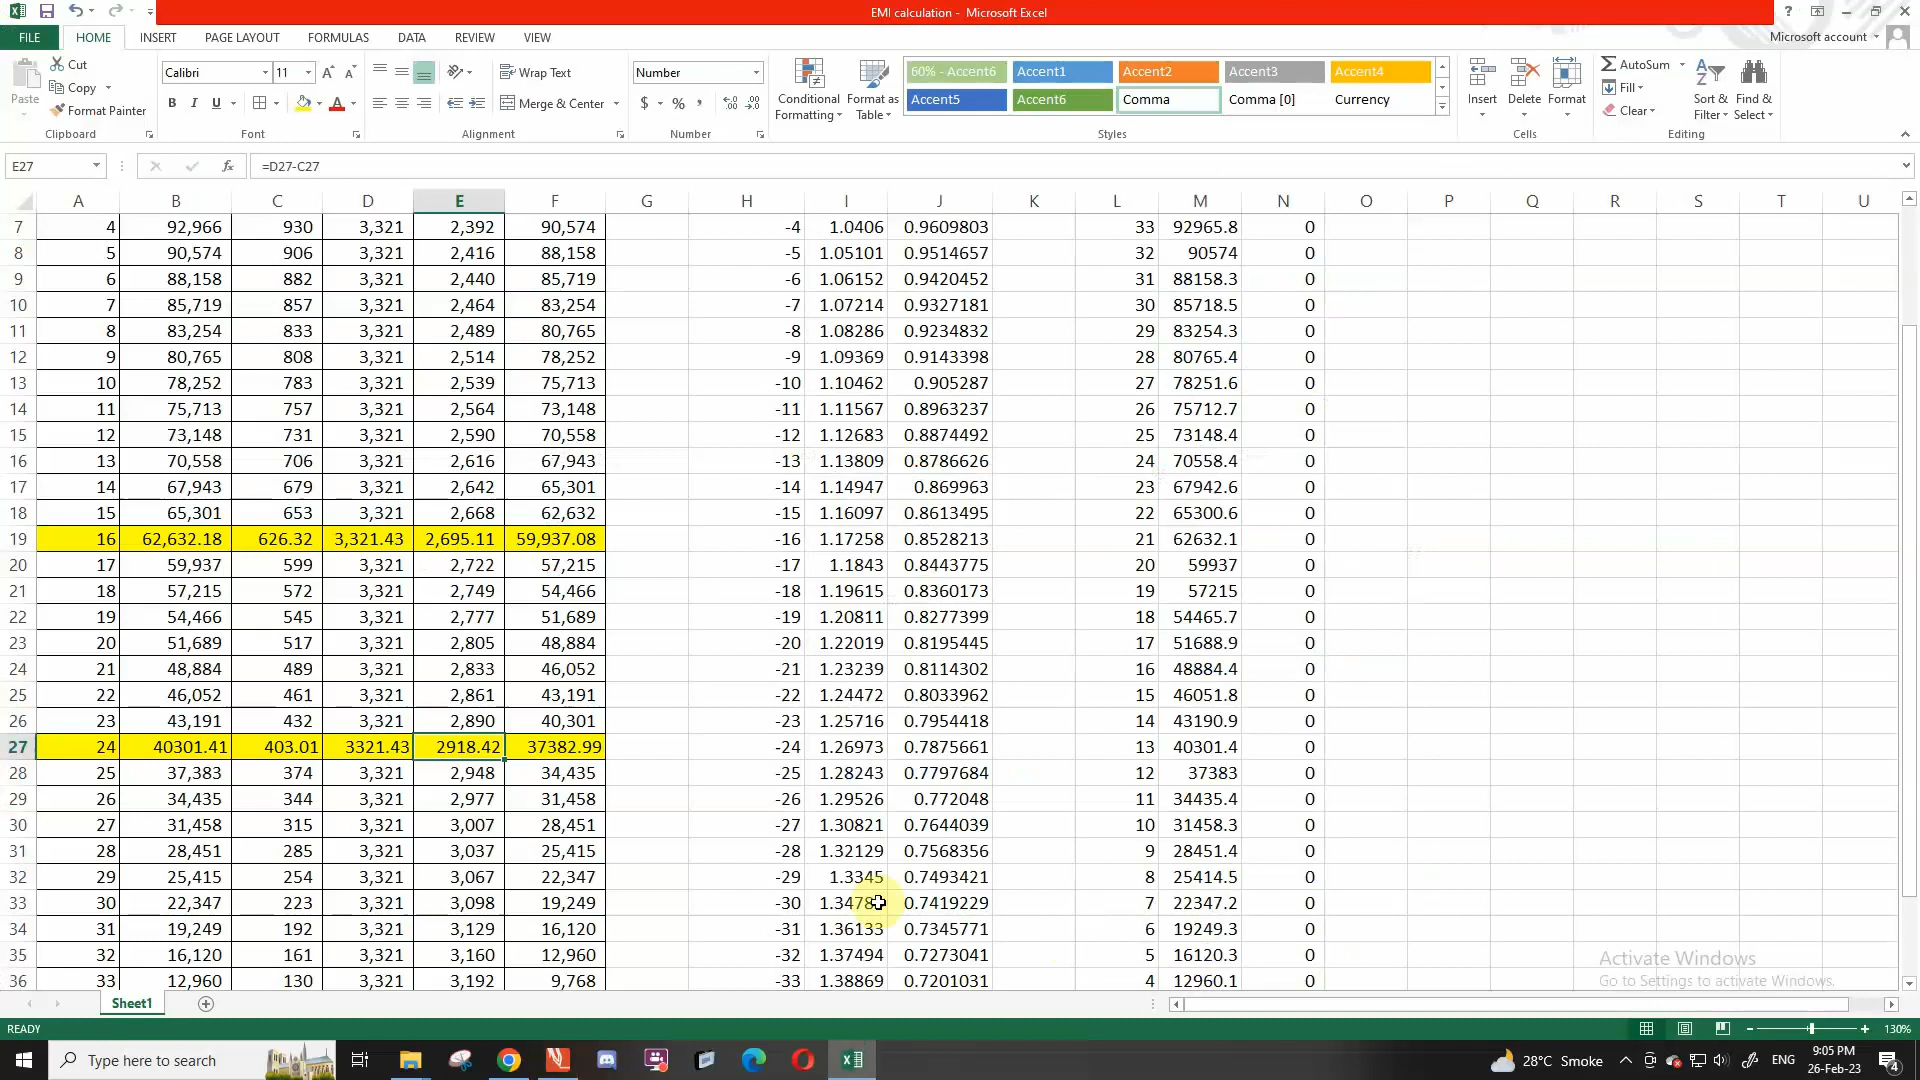 EMI calculation - Microsoft Excel
FILE HOME INSERT PAGE LAYOUT FORMULAS DATA REVIEW VIEW Microsoft account
Paste Cut Copy Format Painter Clipboard
Calibri 11 B I U A Font
Wrap Text Merge & Center Alignment
Number $ % , Number
Conditional Formatting Format as Table
60% - Accent6 Accent1 Accent2 Accent3 Accent4
Accent5 Accent6 Comma Comma [0] Currency
Styles
Insert Delete Format Cells
AutoSum Fill Clear Sort & Filter Find & Select Editing
E27 fx =D27-C27
A B C D E F G H I J K L M N O P Q R S T U
7 4 92,966 930 3,321 2,392 90,574 -4 1.0406 0.9609803 33 92965.8 0
8 5 90,574 906 3,321 2,416 88,158 -5 1.05101 0.9514657 32 90574 0
9 6 88,158 882 3,321 2,440 85,719 -6 1.06152 0.9420452 31 88158.3 0
10 7 85,719 857 3,321 2,464 83,254 -7 1.07214 0.9327181 30 85718.5 0
11 8 83,254 833 3,321 2,489 80,765 -8 1.08286 0.9234832 29 83254.3 0
12 9 80,765 808 3,321 2,514 78,252 -9 1.09369 0.9143398 28 80765.4 0
13 10 78,252 783 3,321 2,539 75,713 -10 1.10462 0.905287 27 78251.6 0
14 11 75,713 757 3,321 2,564 73,148 -11 1.11567 0.8963237 26 75712.7 0
15 12 73,148 731 3,321 2,590 70,558 -12 1.12683 0.8874492 25 73148.4 0
16 13 70,558 706 3,321 2,616 67,943 -13 1.13809 0.8786626 24 70558.4 0
17 14 67,943 679 3,321 2,642 65,301 -14 1.14947 0.869963 23 67942.6 0
18 15 65,301 653 3,321 2,668 62,632 -15 1.16097 0.8613495 22 65300.6 0
19 16 62,632.18 626.32 3,321.43 2,695.11 59,937.08 -16 1.17258 0.8528213 21 62632.1 0
20 17 59,937 599 3,321 2,722 57,215 -17 1.1843 0.8443775 20 59937 0
21 18 57,215 572 3,321 2,749 54,466 -18 1.19615 0.8360173 19 57215 0
22 19 54,466 545 3,321 2,777 51,689 -19 1.20811 0.8277399 18 54465.7 0
23 20 51,689 517 3,321 2,805 48,884 -20 1.22019 0.8195445 17 51688.9 0
24 21 48,884 489 3,321 2,833 46,052 -21 1.23239 0.8114302 16 48884.4 0
25 22 46,052 461 3,321 2,861 43,191 -22 1.24472 0.8033962 15 46051.8 0
26 23 43,191 432 3,321 2,890 40,301 -23 1.25716 0.7954418 14 43190.9 0
27 24 40301.41 403.01 3321.43 2918.42 37382.99 -24 1.26973 0.7875661 13 40301.4 0
28 25 37,383 374 3,321 2,948 34,435 -25 1.28243 0.7797684 12 37383 0
29 26 34,435 344 3,321 2,977 31,458 -26 1.29526 0.772048 11 34435.4 0
30 27 31,458 315 3,321 3,007 28,451 -27 1.30821 0.7644039 10 31458.3 0
31 28 28,451 285 3,321 3,037 25,415 -28 1.32129 0.7568356 9 28451.4 0
32 29 25,415 254 3,321 3,067 22,347 -29 1.3345 0.7493421 8 25414.5 0
33 30 22,347 223 3,321 3,098 19,249 -30 0.7419229 7 22347.2 0
34 31 19,249 192 3,321 3,129 16,120 -31 1.36133 0.7345771 6 19249.3 0
35 32 16,120 161 3,321 3,160 12,960 -32 1.37494 0.7273041 5 16120.3 0
36 33 12,960 130 3,321 3,192 9,768 -33 1.38869 0.7201031 4 12960.1 0
Activate Windows
Go to Settings to activate Windows.
Sheet1
READY 130%
Type here to search 28°C Smoke ENG 9:05 PM
26-Feb-23 4